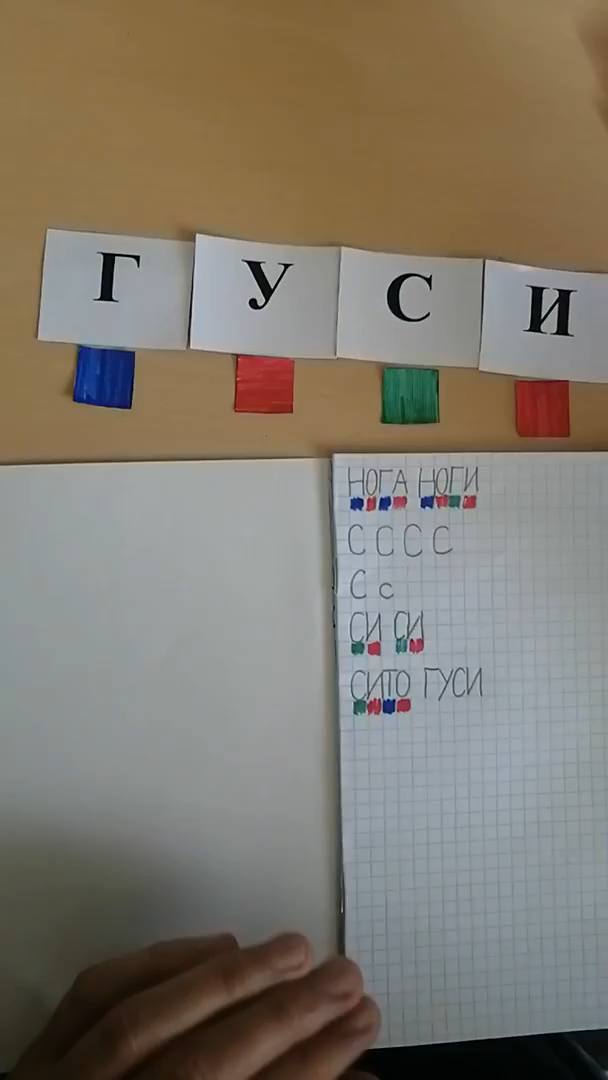 Г У С И
НОГА НОГИ
С С С С
С с
СИ СИ
СИТО ГУСИ